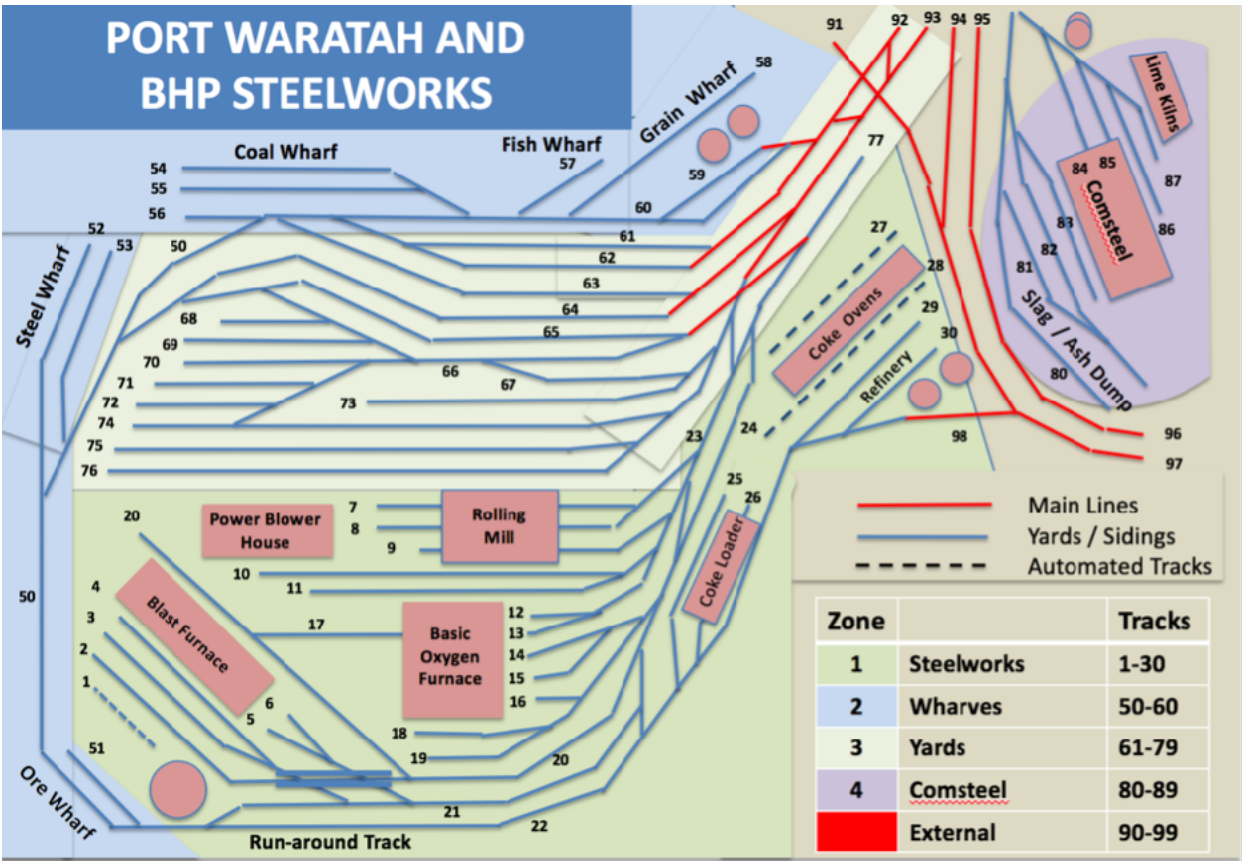 PORT WARATAH AND
BHP STEELWORKS
91
92
93
94
95
58
Grain Wharf
Fish Wharf
57
Coal Wharf
54
55
56
59
60
77
Lime Kilns
84
85
Comsteel
87
86
83
82
81
80
Slag / Ash Dump
52
53
Steel Wharf
50
61
62
63
64
65
66
67
68
69
70
71
72
73
74
75
76
27
28
29
30
Coke Ovens
Refinery
98
96
97
23
24
25
26
Coke Loader
20
Power Blower
House
7
8
9
Rolling
Mill
10
11
50
4
3
2
1
Blast Furnace
17
12
13
14
15
16
Basic
Oxygen
Furnace
6
5
18
19
20
51
Ore Wharf
21
22
Run-around Track
Main Lines
Yards / Sidings
Automated Tracks
Zone Tracks
1 Steelworks 1-30
2 Wharves 50-60
3 Yards 61-79
4 Comsteel 80-89
External 90-99